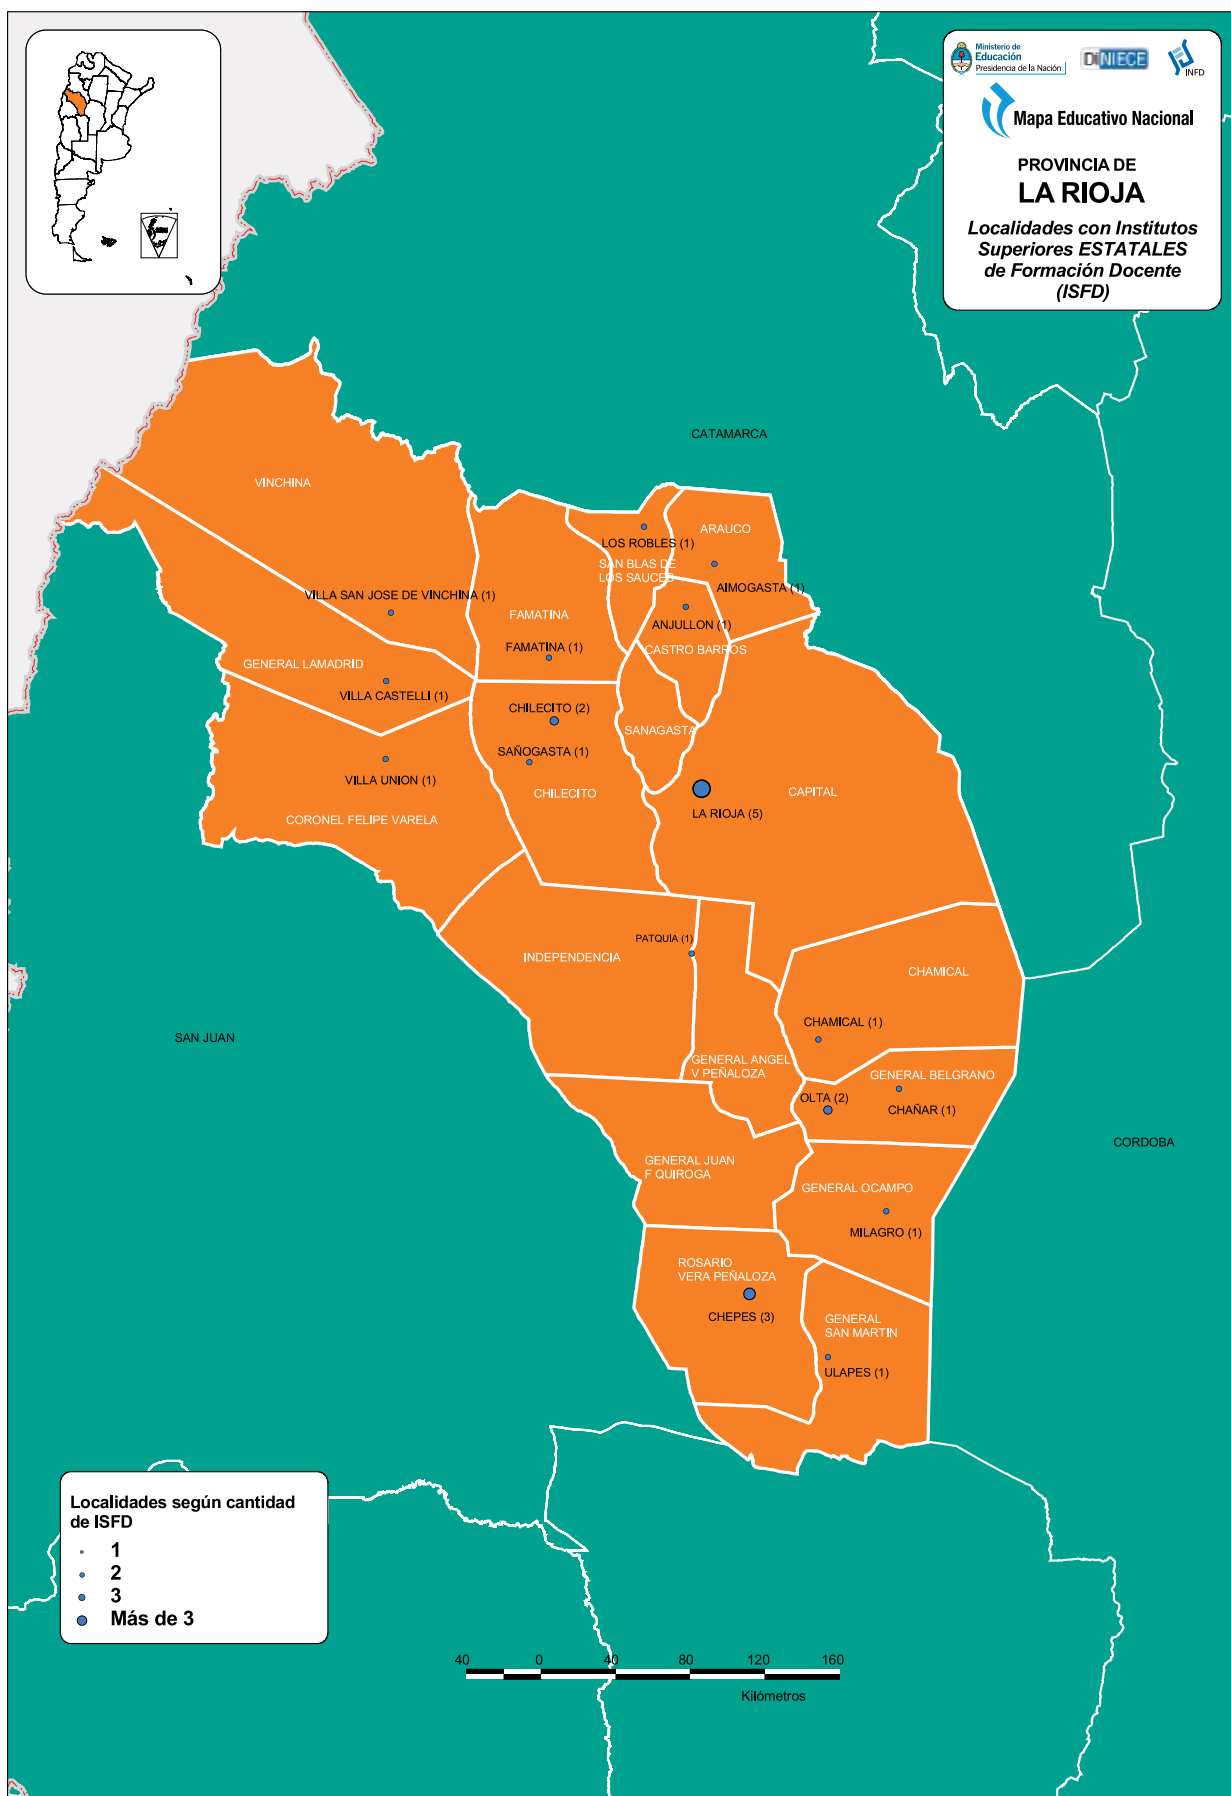 Ministerio de
Educación
Presidencia de la Nación
DiNIECE
INFD
Mapa Educativo Nacional
PROVINCIA DE
LA RIOJA
Localidades con Institutos
Superiores ESTATALES
de Formación Docente
(ISFD)
CATAMARCA
VINCHINA
ARAUCO
LOS ROBLES (1)
SAN BLAS DE
LOS SAUCES
AIMOGASTA (1)
VILLA SAN JOSE DE VINCHINA (1)
FAMATINA
ANJULLON (1)
FAMATINA (1)
CASTRO BARROS
GENERAL LAMADRID
VILLA CASTELLI (1)
CHILECITO (2)
SANAGASTA
SAÑOGASTA (1)
VILLA UNION (1)
CHILECITO
CAPITAL
LA RIOJA (5)
CORONEL FELIPE VARELA
PATQUÍA (1)
INDEPENDENCIA
CHAMICAL
CHAMICAL (1)
SAN JUAN
GENERAL ANGEL
V PEÑALOZA
GENERAL BELGRANO
OLTA (2)
CHAÑAR (1)
CORDOBA
GENERAL JUAN
F QUIROGA
GENERAL OCAMPO
MILAGRO (1)
ROSARIO
VERA PEÑALOZA
CHEPES (3)
GENERAL
SAN MARTIN
ULAPES (1)
Localidades según cantidad
de ISFD
1
2
3
Más de 3
40 0 40 80 120 160
Kilómetros